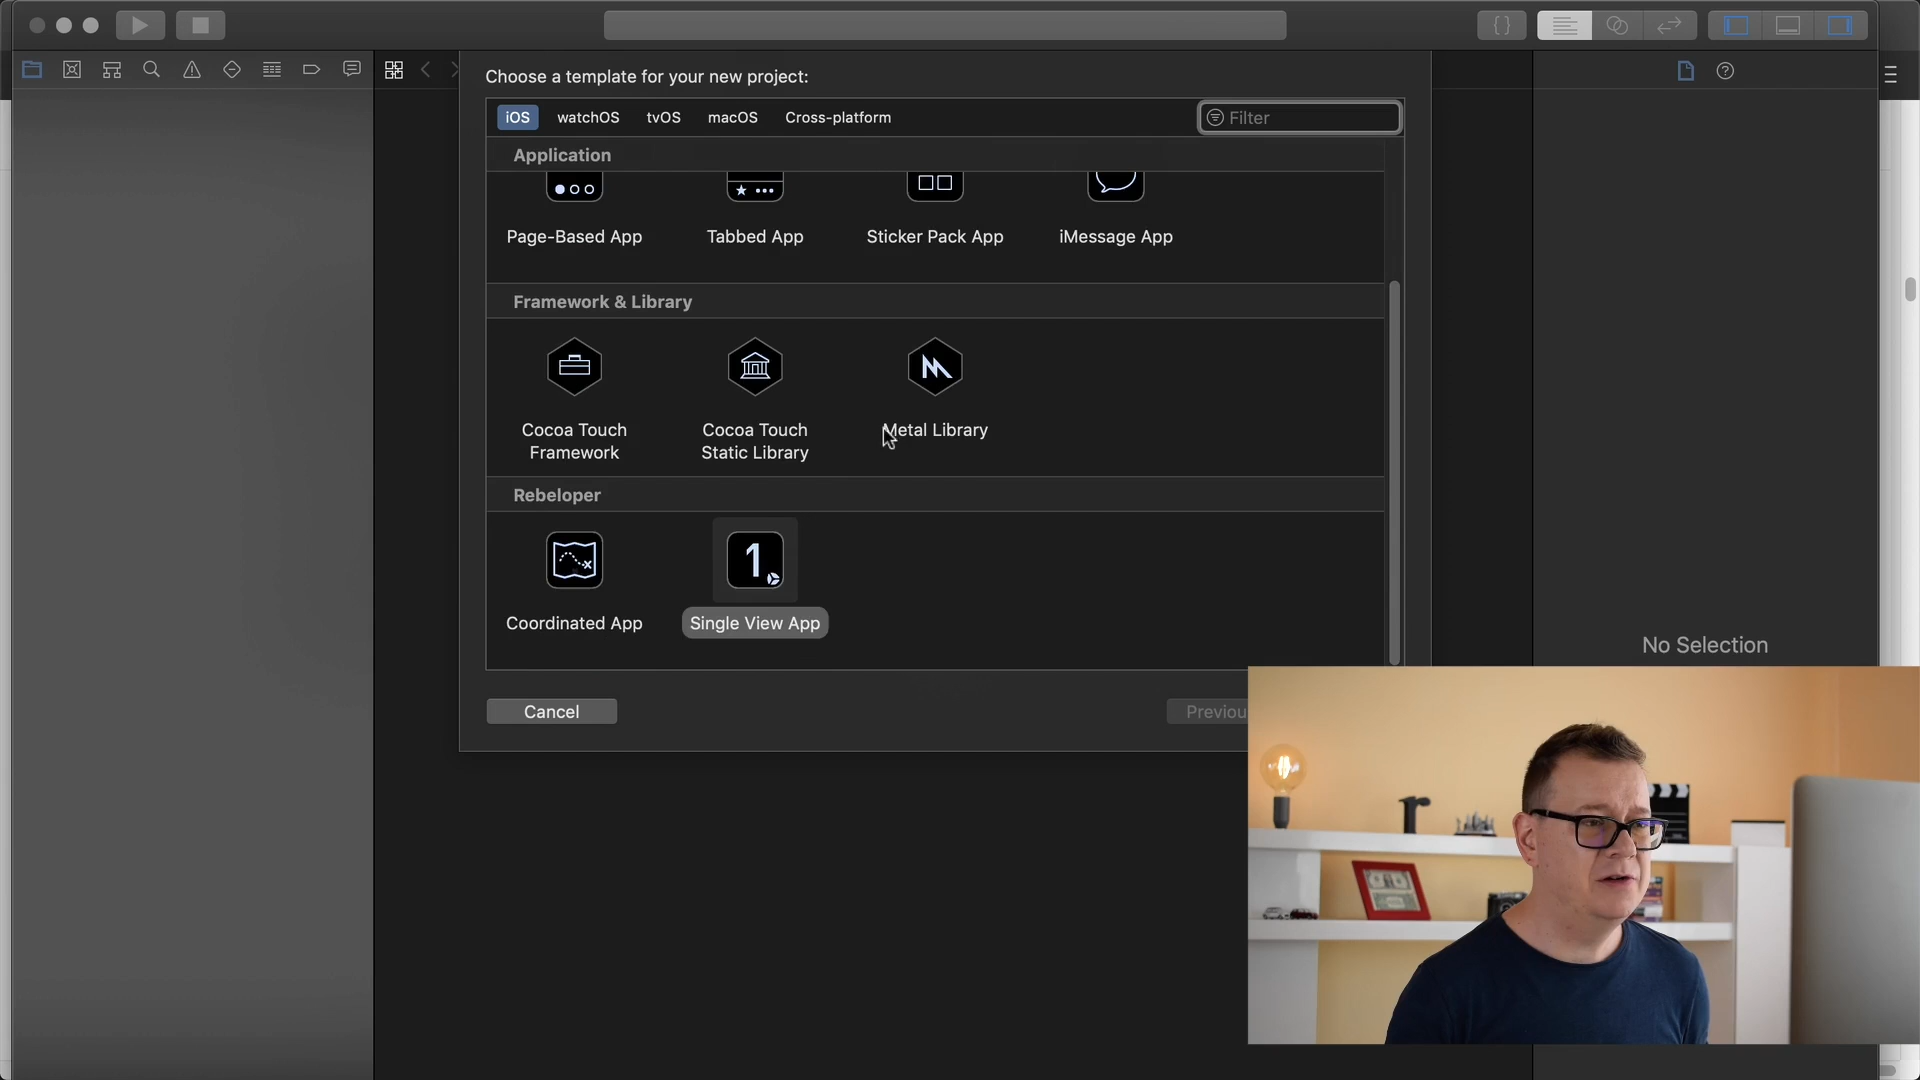 Choose a template for your new project:
iOS watchOS tvOS macOS Cross-platform Filter
Application
Page-Based App Tabbed App Sticker Pack App iMessage App
Framework & Library
Cocoa Touch Framework
Cocoa Touch Static Library
Metal Library
Rebeloper
1
Coordinated App Single View App
No Selection
Cancel